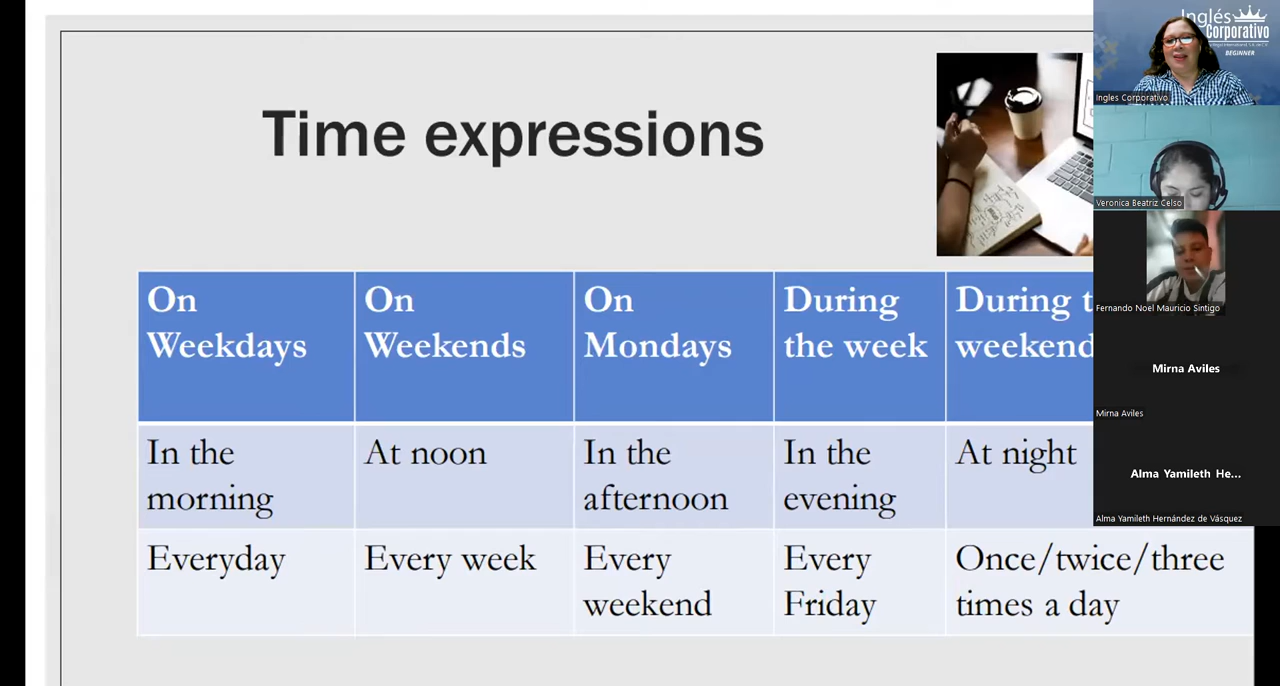 Time expressions
On
Weekdays
On
Weekends
On
Mondays
During
the week
During t
weekend
In the
morning
At noon
In the
afternoon
In the
evening
At night
Everyday
Every week
Every
weekend
Every
Friday
Once/twice/three
times a day
Inglés
Corporativo
BEGINNER
Ingles Corporativo
Veronica Beatriz Celso
Fernando Noel Mauricio Sintigo
Mirna Aviles
Mirna Aviles
Alma Yamileth He...
Alma Yamileth Hernández de Vásquez